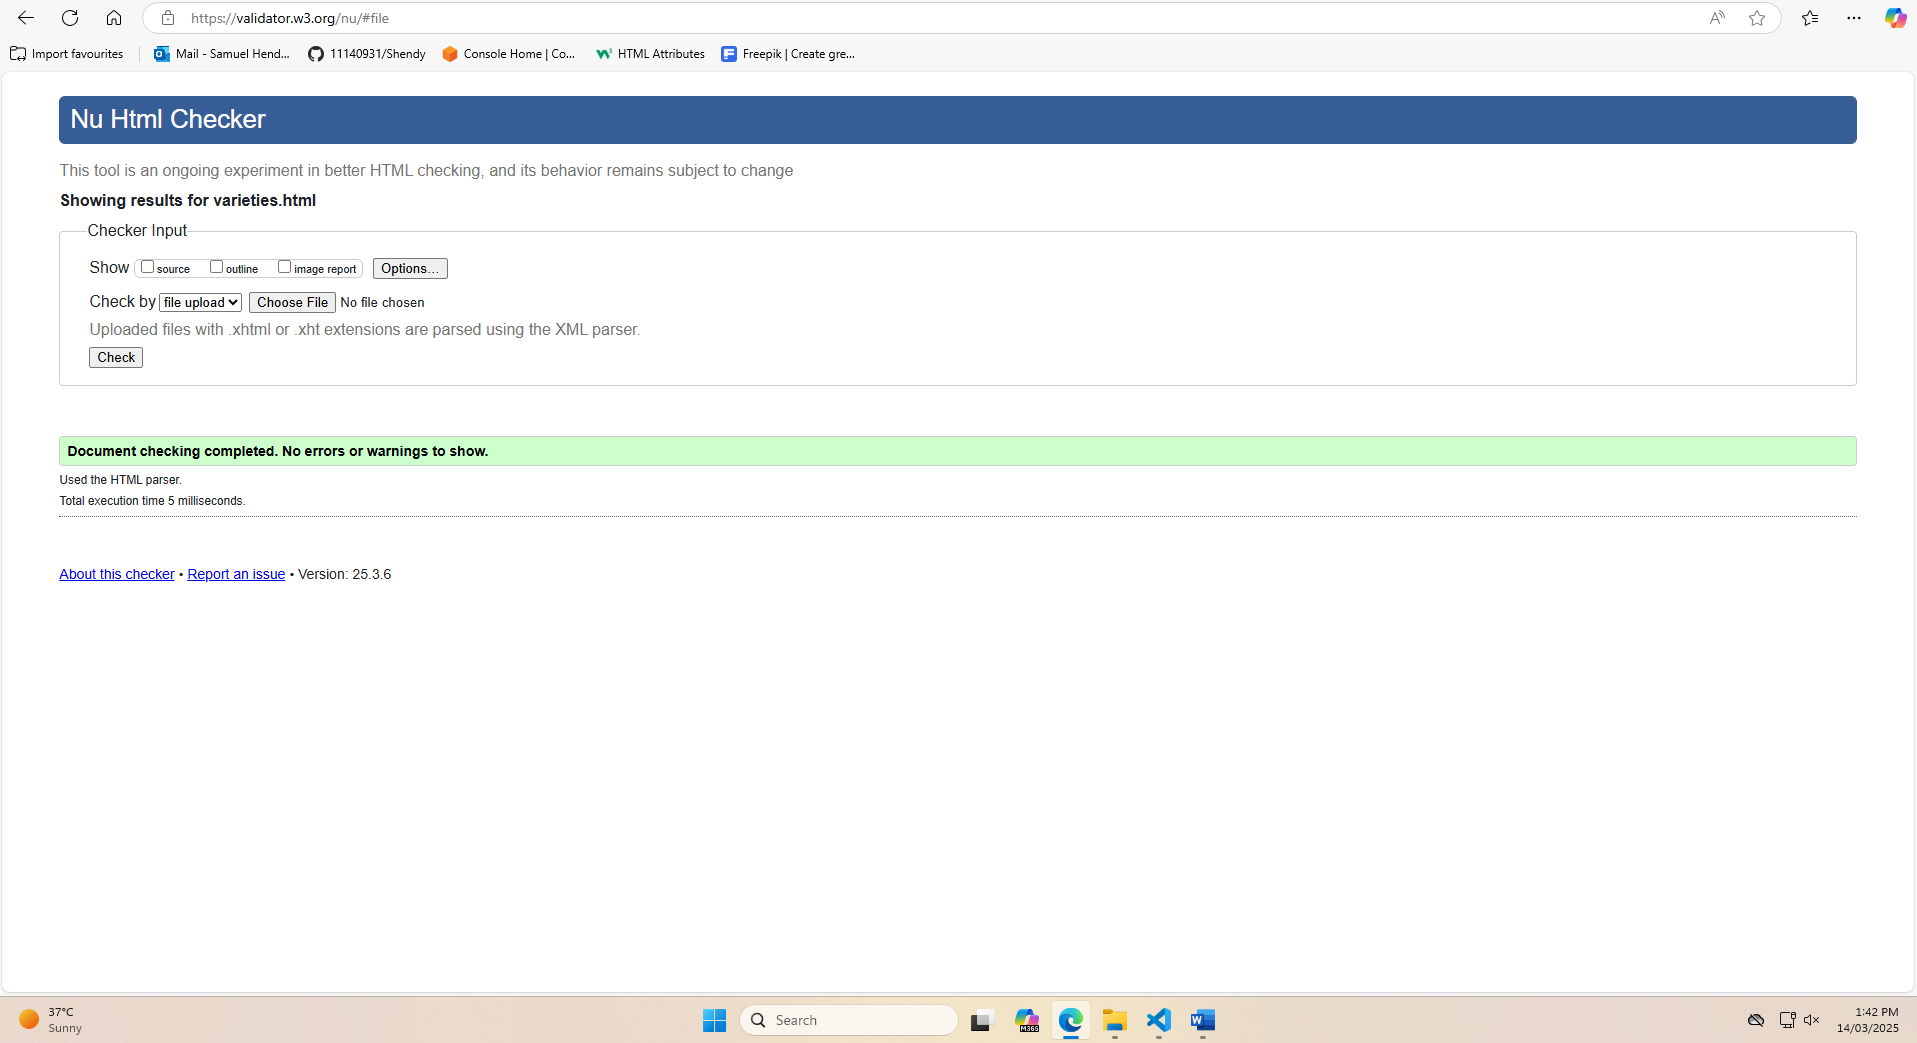 https://validator.w3.org/nu/#file
Import favourites
Mail - Samuel Hend...
11140931/Shendy
Console Home | Co...
HTML Attributes
Freepik | Create gre...
Nu Html Checker
This tool is an ongoing experiment in better HTML checking, and its behavior remains subject to change
Showing results for varieties.html
Checker Input
Show source outline image report Options...
Check by file upload Choose File No file chosen
Uploaded files with .xhtml or .xht extensions are parsed using the XML parser.
Check
Document checking completed. No errors or warnings to show.
Used the HTML parser.
Total execution time 5 milliseconds.
About this checker • Report an issue • Version: 25.3.6
37°C
Sunny
Search
M365
1:42 PM
14/03/2025